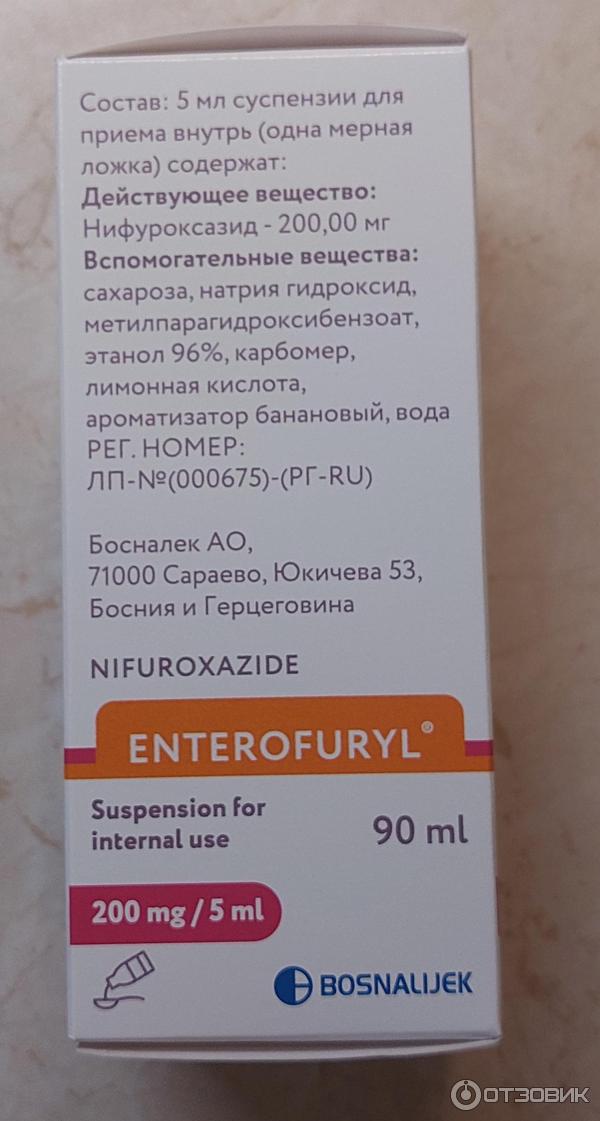 Состав: 5 мл суспензии для
приема внутрь (одна мерная
ложка) содержат:
Действующее вещество:
Нифуроксазид - 200,00 мг
Вспомогательные вещества:
сахароза, натрия гидроксид,
метилпарагидроксибензоат,
этанол 96%, карбомер,
лимонная кислота,
ароматизатор банановый, вода
РЕГ. НОМЕР:
ЛП-№(000675)-(РГ-RU)
Босналек АО,
71000 Сараево, Юкичева 53,
Босния и Герцеговина
NIFUROXAZIDE
ENTEROFURYL®
Suspension for
internal use
90 ml
200 mg / 5 ml
BOSNALIJEK
ОТЗОВИК